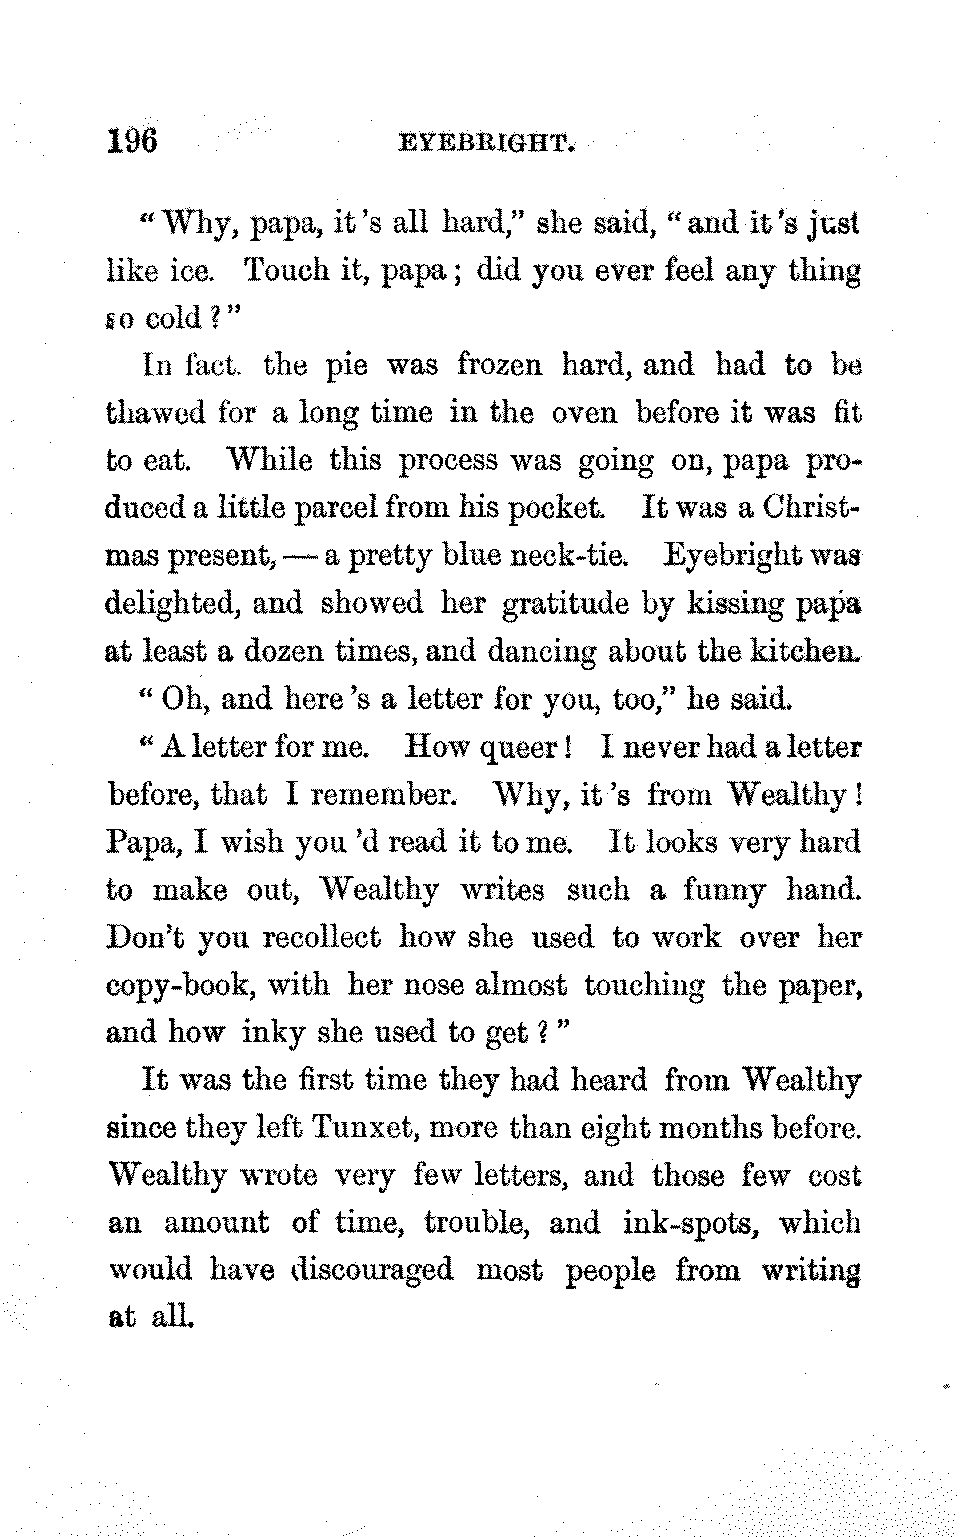 196 EYEBRIGHT.
“Why, papa, it's all hard,” she said, “and it's just
like ice. Touch it, papa; did you ever feel any thing
so cold?”
In fact. the pie was frozen hard, and had to be
thawed for a long time in the oven before it was fit
to eat. While this process was going on, papa pro-
duced a little parcel from his pocket. It was a Christ-
mas present, — a pretty blue neck-tie. Eyebright was
delighted, and showed her gratitude by kissing papa
at least a dozen times, and dancing about the kitchen.
“Oh, and here's a letter for you, too,” he said.
“A letter for me. How queer! I never had a letter
before, that I remember. Why, it's from Wealthy!
Papa, I wish you'd read it to me. It looks very hard
to make out, Wealthy writes such a funny hand.
Don't you recollect how she used to work over her
copy-book, with her nose almost touching the paper,
and how inky she used to get?”
It was the first time they had heard from Wealthy
since they left Tunxet, more than eight months before.
Wealthy wrote very few letters, and those few cost
an amount of time, trouble, and ink-spots, which
would have discouraged most people from writing
at all.